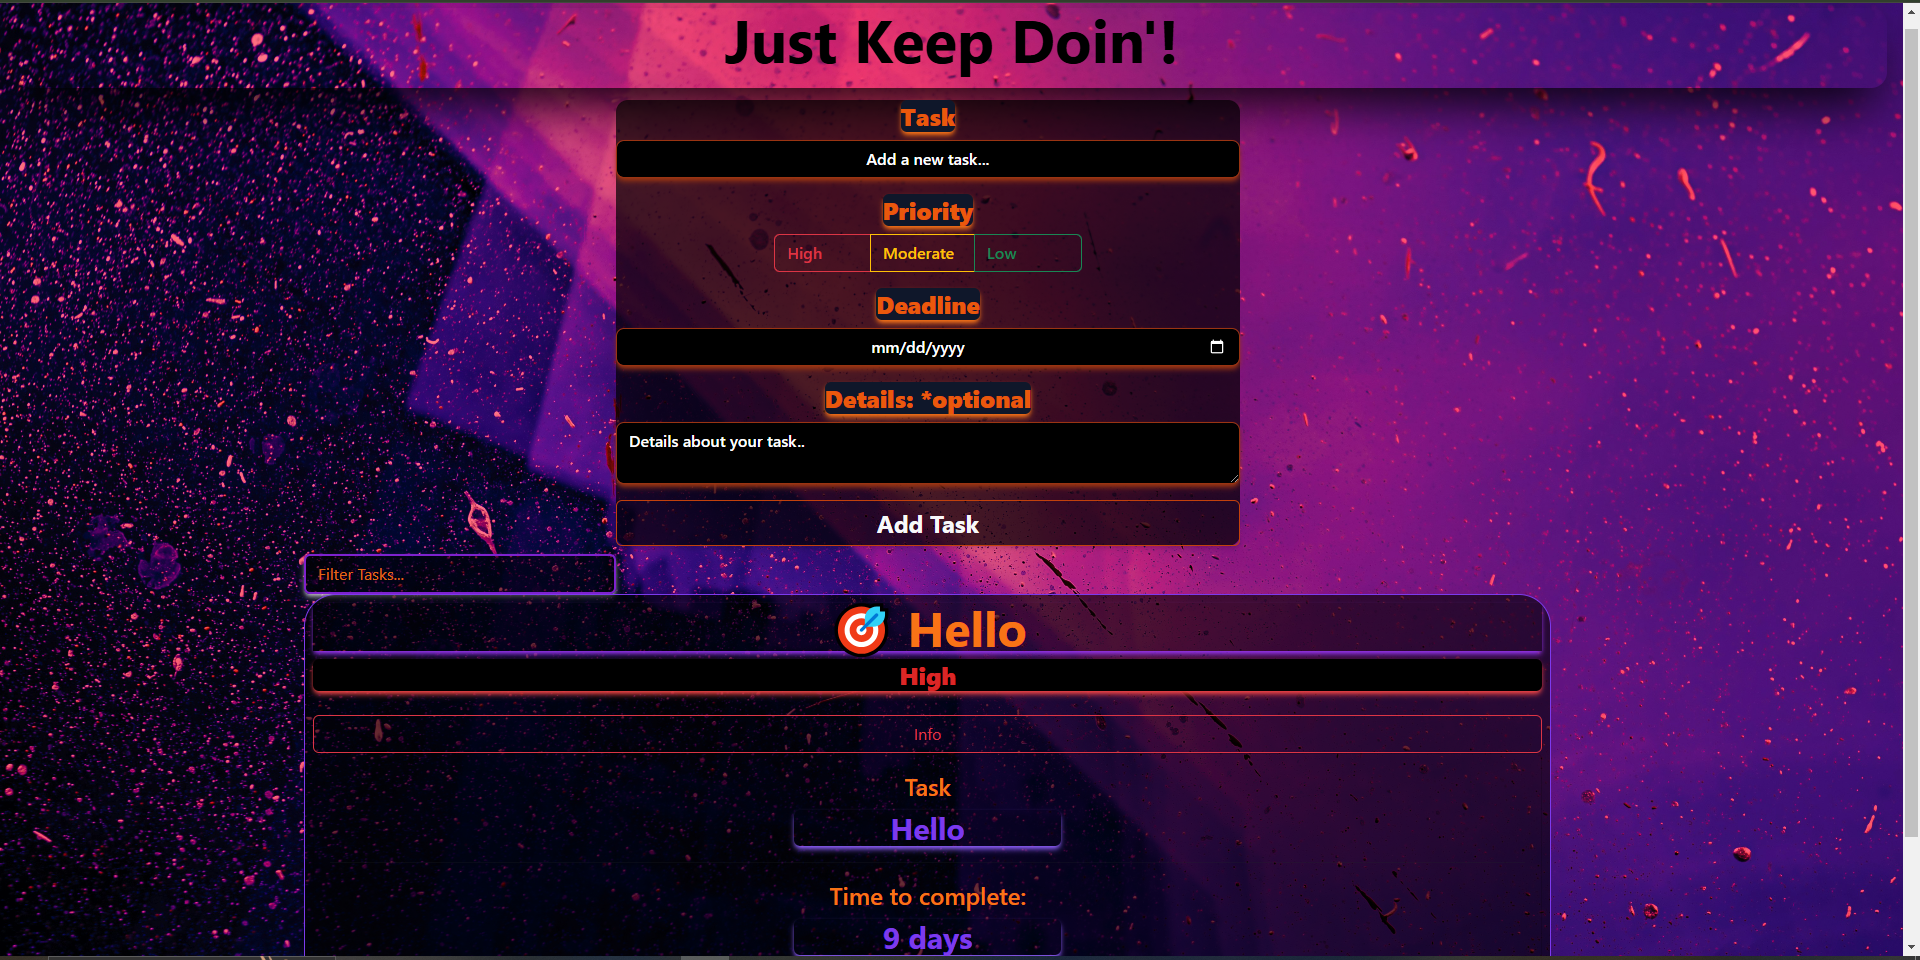 Just Keep Doin'!
Task
Add a new task...
Priority
High Moderate Low
Deadline
mm/dd/yyyy
Details: *optional
Details about your task..
Add Task
Filter Tasks...
🎯 Hello
High
Info
Task
Hello
Time to complete:
9 days